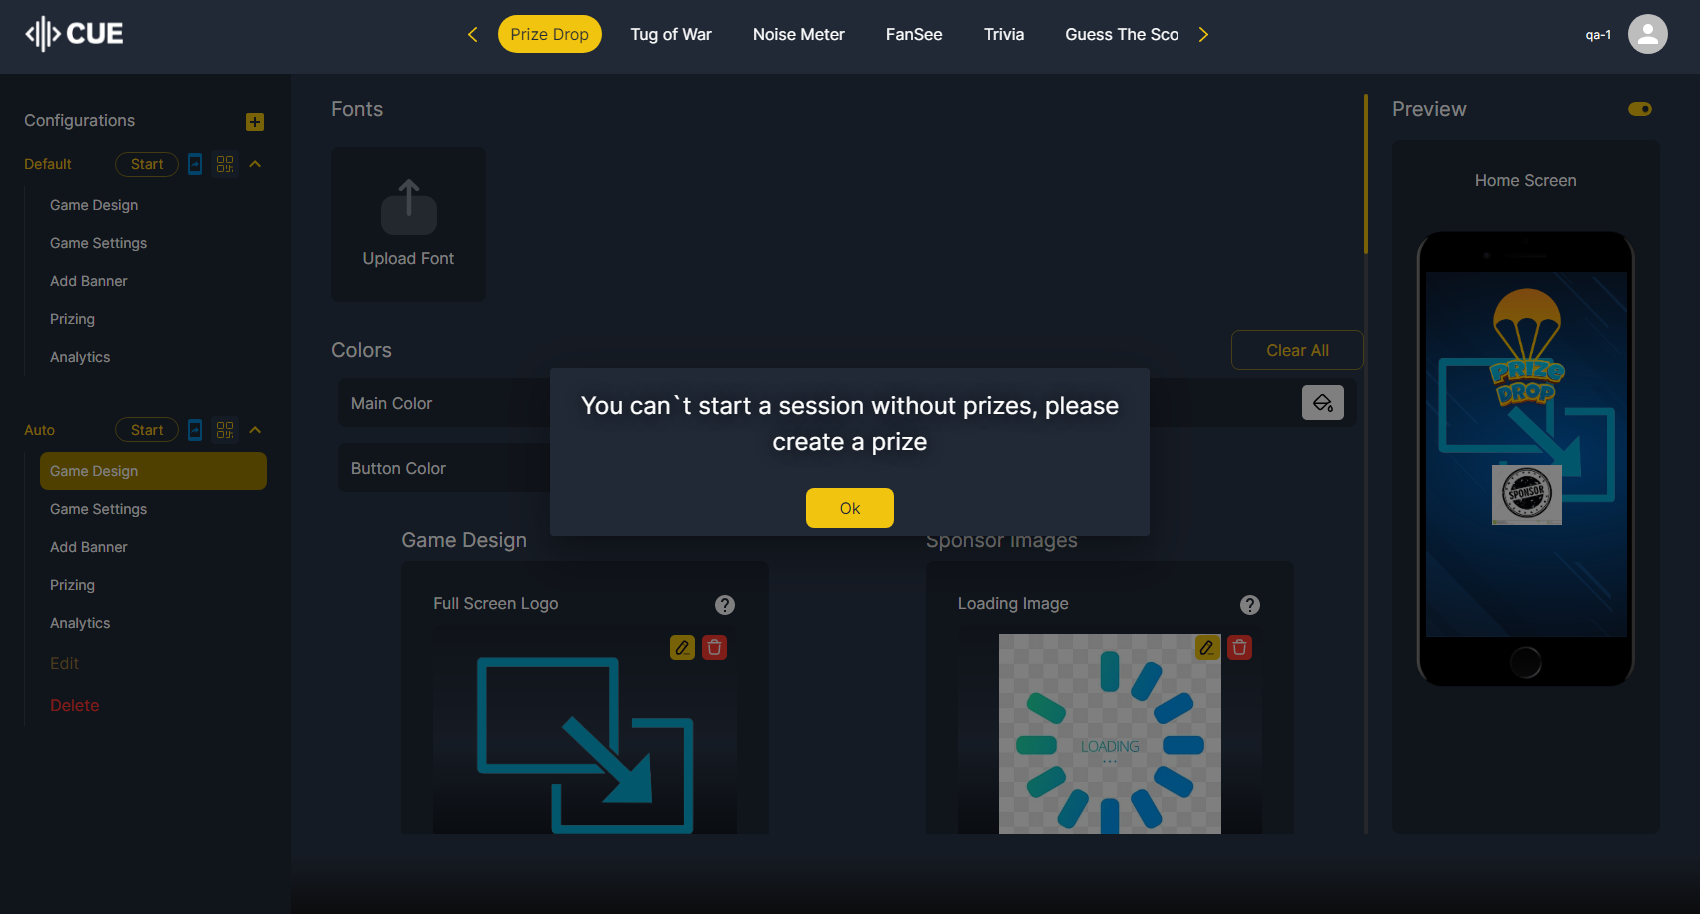 CUE
Prize Drop
Tug of War
Noise Meter
FanSee
Trivia
Guess The Sco
qa-1
Configurations
Default
Start
Game Design
Game Settings
Add Banner
Prizing
Analytics
Auto
Start
Game Design
Game Settings
Add Banner
Prizing
Analytics
Edit
Delete
Fonts
Upload Font
Colors
Clear All
Main Color
Button Color
You can`t start a session without prizes, please
create a prize
Ok
Game Design
Full Screen Logo
Sponsor Images
Loading Image
LOADING
...
Preview
Home Screen
PRIZE
DROP
SPONSOR